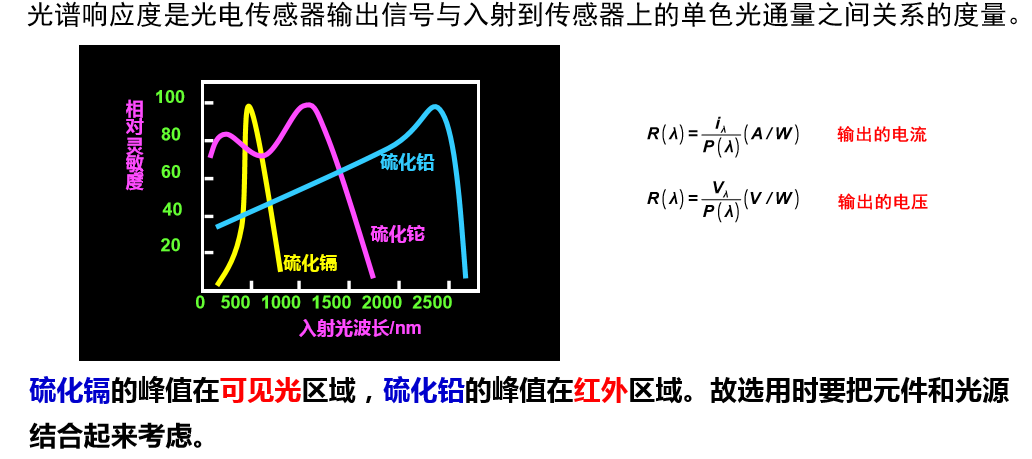 光谱响应度是光电传感器输出信号与入射到传感器上的单色光通量之间关系的度量。
相对灵敏度
100
80
60
40
20
硫化铅
硫化铊
硫化镉
0 500 1000 1500 2000 2500
入射光波长/nm
R(λ)=iλ/P(λ)(A/W) 输出的电流
R(λ)=Vλ/P(λ)(V/W) 输出的电压
硫化镉的峰值在可见光区域，硫化铅的峰值在红外区域。故选用时要把元件和光源
结合起来考虑。